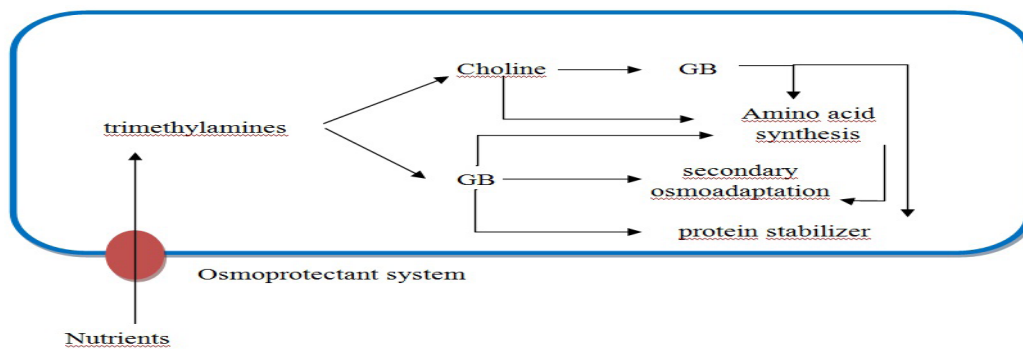 Choline
GB
trimethylamines
Amino acid
synthesis
GB
secondary
osmoadaptation
protein stabilizer
Osmoprotectant system
Nutrients